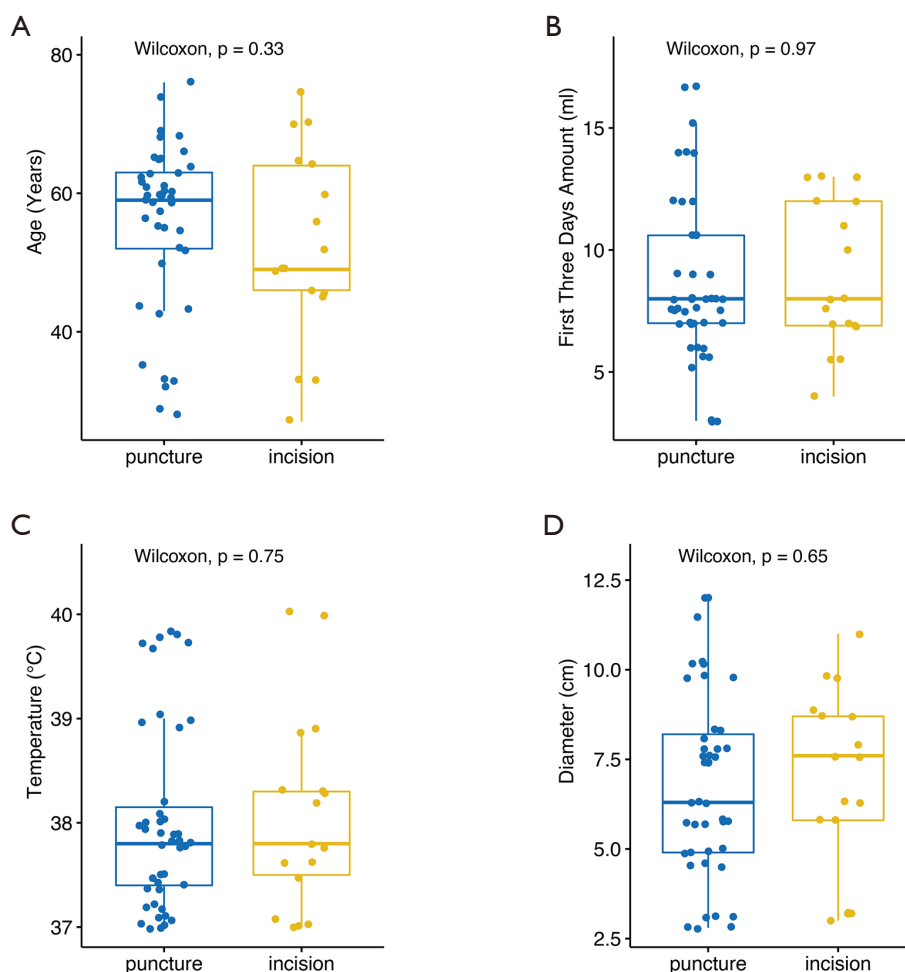 A
Wilcoxon, p = 0.33
Age (Years)
80
60
40
puncture
incision
B
Wilcoxon, p = 0.97
First Three Days Amount (ml)
15
10
5
puncture
incision
C
Wilcoxon, p = 0.75
Temperature (°C)
40
39
38
37
puncture
incision
D
Wilcoxon, p = 0.65
Diameter (cm)
12.5
10.0
7.5
5.0
2.5
puncture
incision